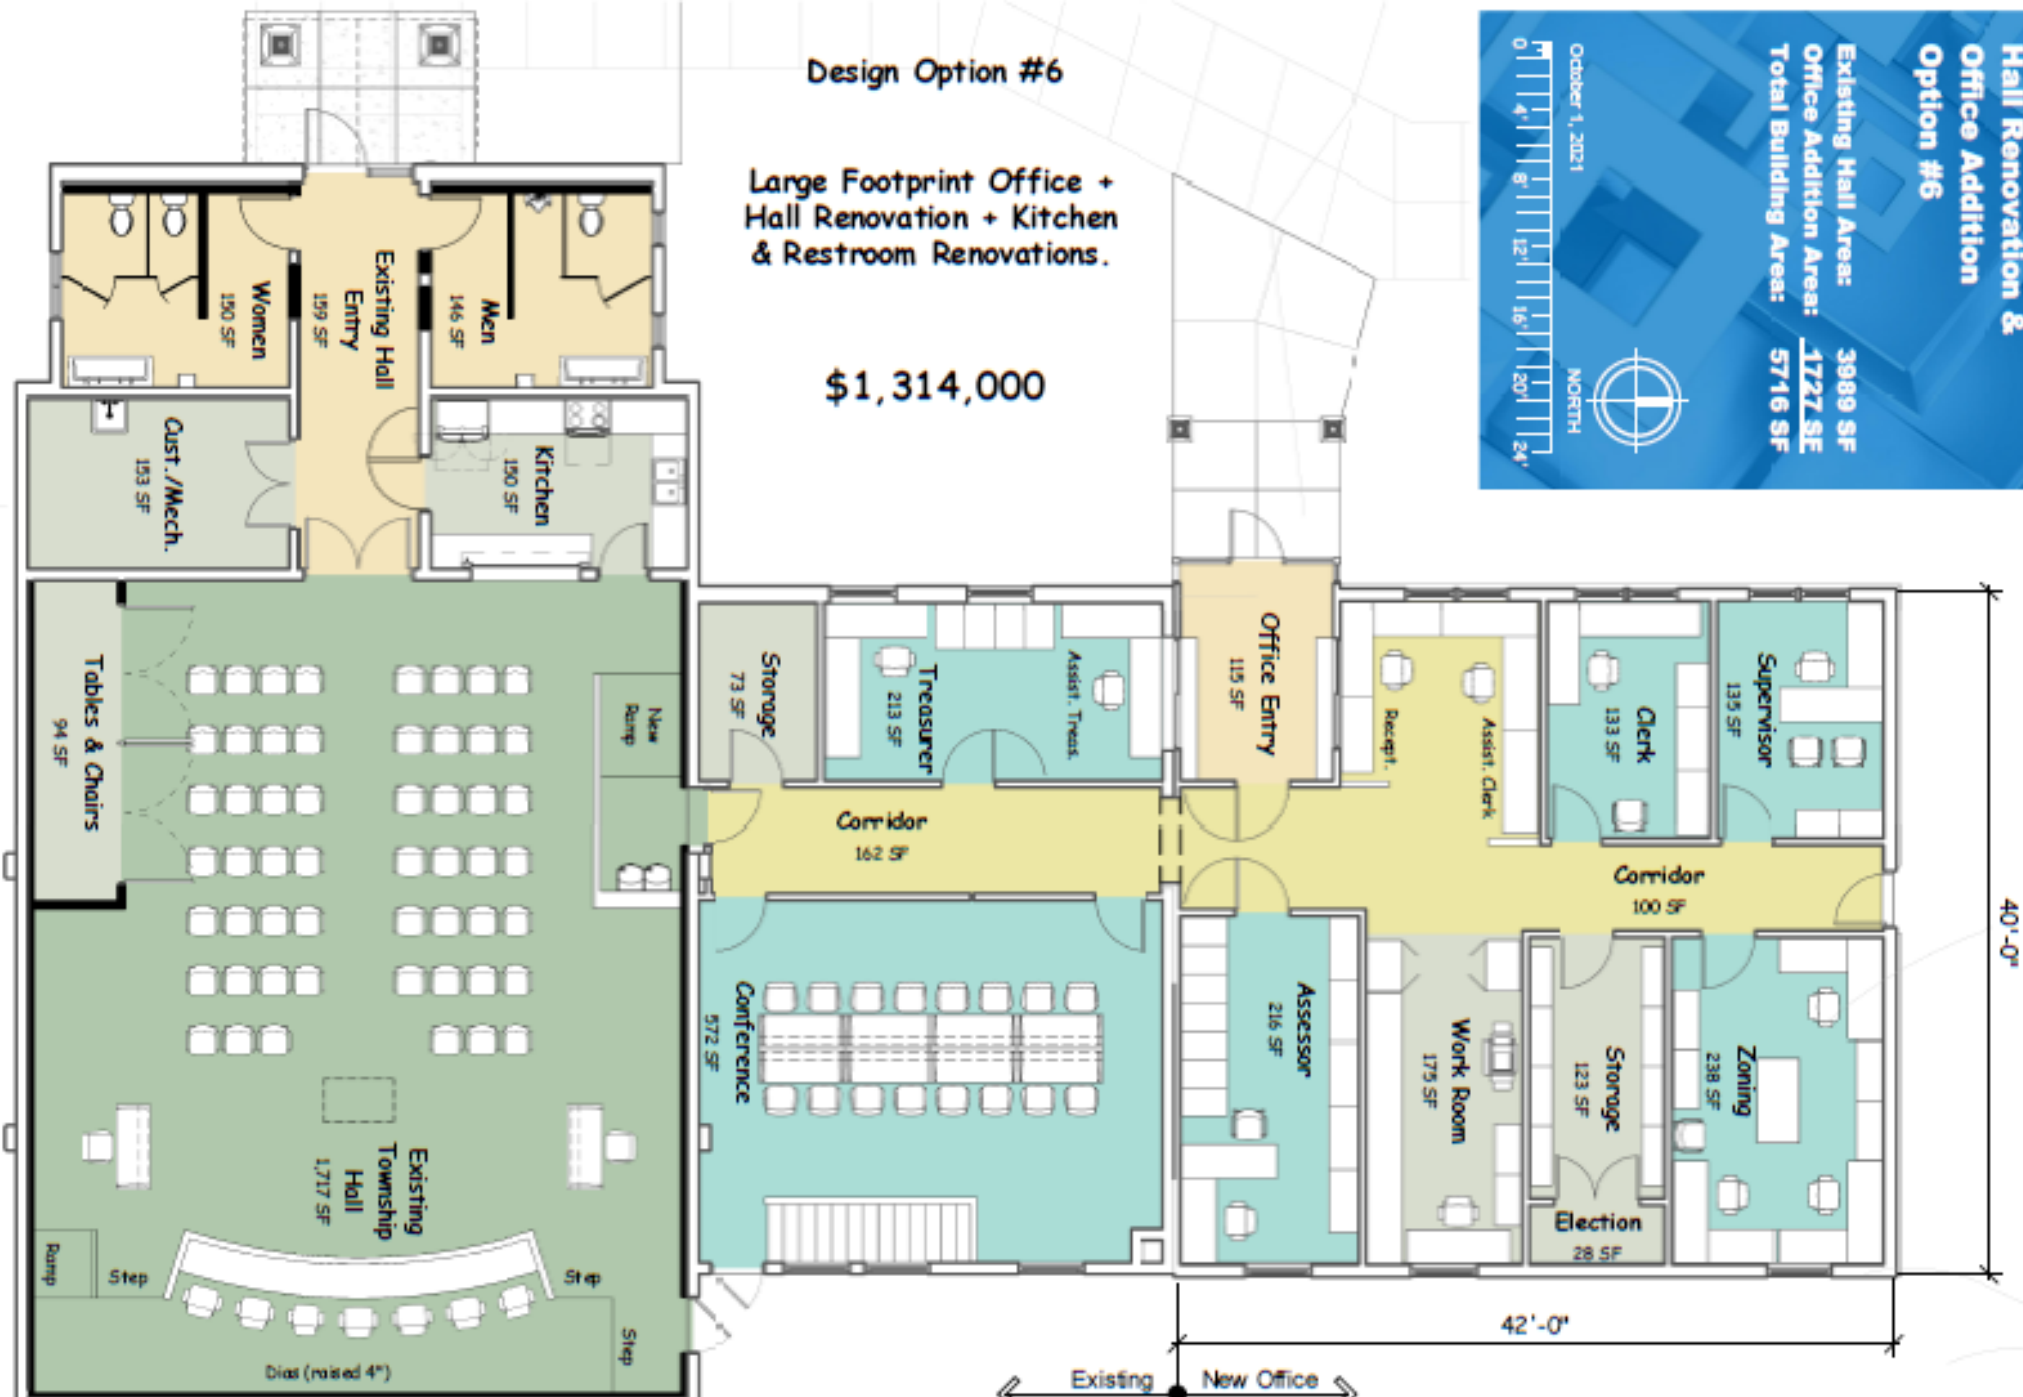 Design Option #6
Large Footprint Office +
Hall Renovation + Kitchen
& Restroom Renovations.
$1,314,000
Hall Renovation &
Office Addition
Option #6
Existing Hall Area: 3989 SF
Office Addition Area: 1727 SF
Total Building Area: 5716 SF
October 1, 2021
0 4' 8' 12' 16' 20' 24'
NORTH
Women
150 SF
Existing Hall
Entry
159 SF
Men
146 SF
Cust./Mech.
153 SF
Kitchen
150 SF
Tables & Chairs
94 SF
New
Ramp
Storage
73 SF
Treasurer
213 SF
Assist. Treas.
Office Entry
115 SF
Recept.
Assist. Clerk
Clerk
133 SF
Supervisor
135 SF
Corridor
162 SF
Corridor
100 SF
Conference
572 SF
Assessor
216 SF
Work Room
175 SF
Storage
123 SF
Zoning
238 SF
Election
28 SF
Existing
Township
Hall
1,717 SF
Ramp
Step
Step
Step
Dias (raised 4")
40'-0"
42'-0"
Existing
New Office